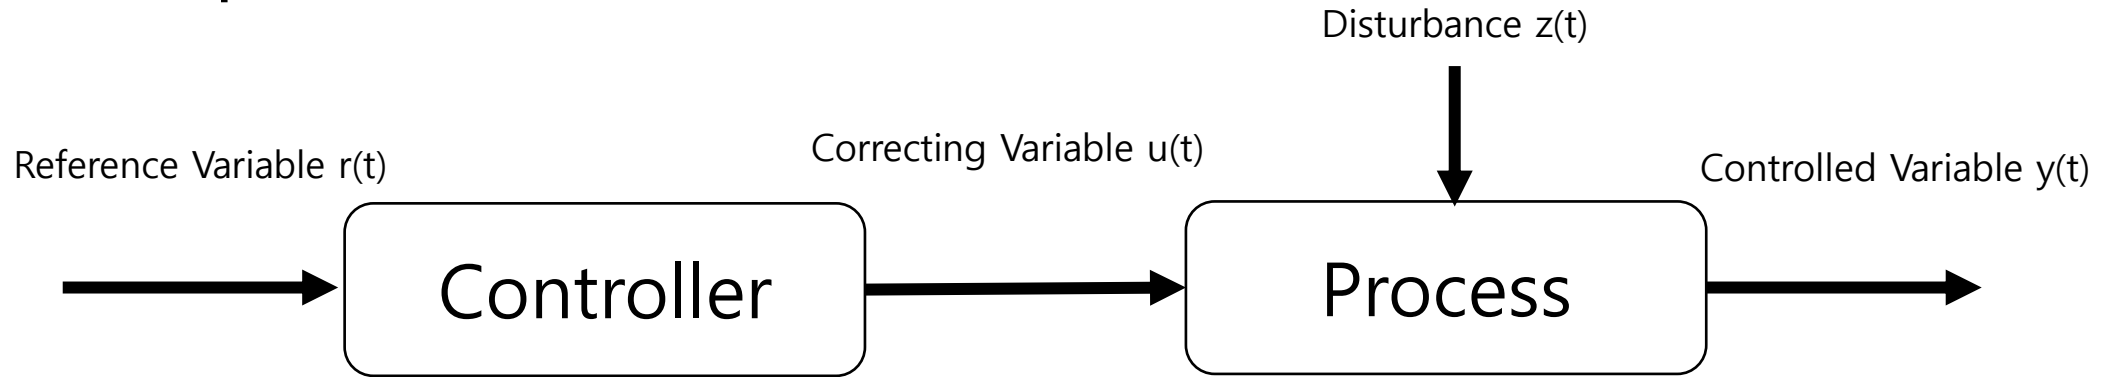 Disturbance z(t)
Reference Variable r(t)
Correcting Variable u(t)
Controlled Variable y(t)
Controller
Process